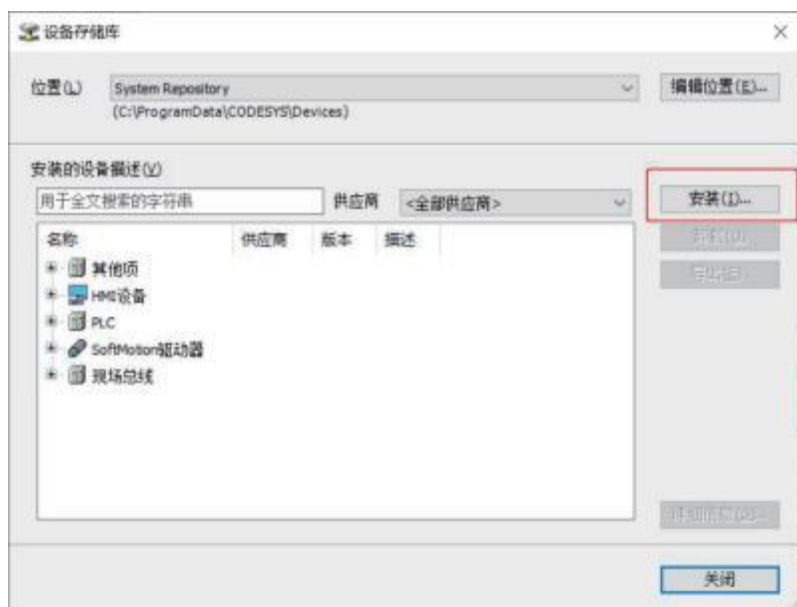 设备存储库
位置(L) System Repository 编辑位置(E)...
(C:\ProgramData\CODESYS\Devices)
安装的设备描述(V)
用于全文搜索的字符串 供应商 <全部供应商> 安装(I)...
名称 供应商 版本 描述
其他项
HMI设备
PLC
SoftMotion驱动器
现场总线
关闭